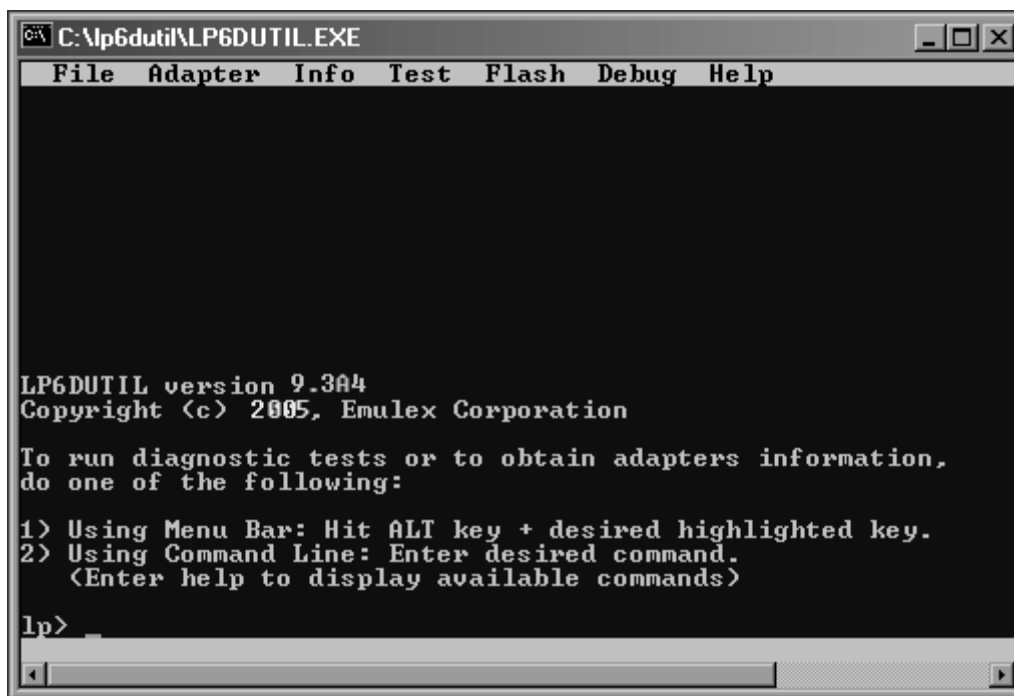 C:\lp6dutil\LP6DUTIL.EXE
File Adapter Info Test Flash Debug Help
LP6DUTIL version 9.3A4
Copyright (c) 2005, Emulex Corporation
To run diagnostic tests or to obtain adapters information,
do one of the following:
1) Using Menu Bar: Hit ALT key + desired highlighted key.
2) Using Command Line: Enter desired command.
(Enter help to display available commands)
lp> _